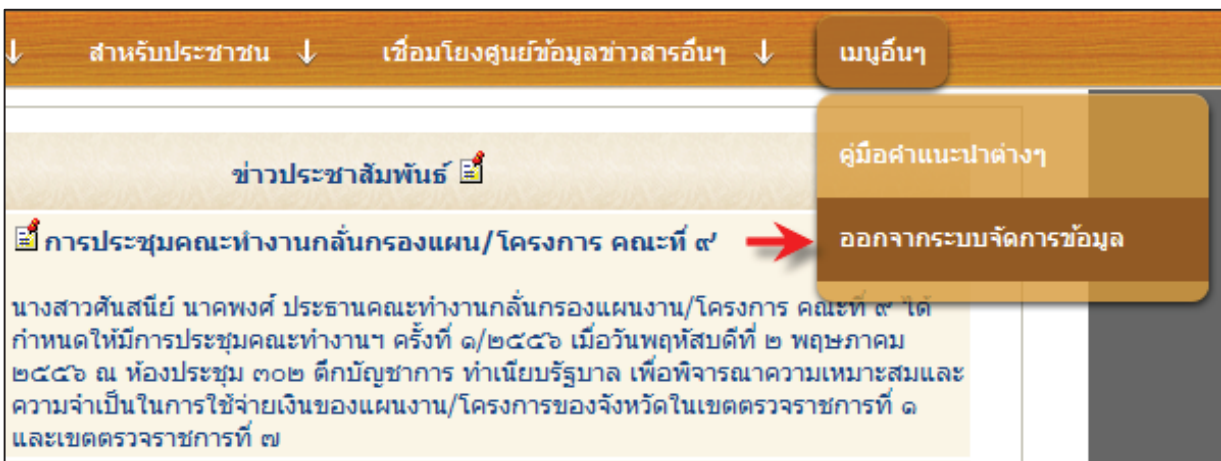 สำหรับประชาชน ↓ เชื่อมโยงศูนย์ข้อมูลข่าวสารอื่นๆ ↓ เมนูอื่นๆ
คู่มือคำแนะนำต่างๆ
ออกจากระบบจัดการข้อมูล
ข่าวประชาสัมพันธ์
การประชุมคณะทำงานกลั่นกรองแผน/โครงการ คณะที่ ๙
นางสาวศันสนีย์ นาคพงศ์ ประธานคณะทำงานกลั่นกรองแผนงาน/โครงการ คณะที่ ๙ ได้
กำหนดให้มีการประชุมคณะทำงานฯ ครั้งที่ ๑/๒๕๕๖ เมื่อวันพฤหัสบดีที่ ๒ พฤษภาคม
๒๕๕๖ ณ ห้องประชุม ๓๐๒ ตึกบัญชาการ ทำเนียบรัฐบาล เพื่อพิจารณาความเหมาะสมและ
ความจำเป็นในการใช้จ่ายเงินของแผนงาน/โครงการของจังหวัดในเขตตรวจราชการที่ ๑
และเขตตรวจราชการที่ ๗